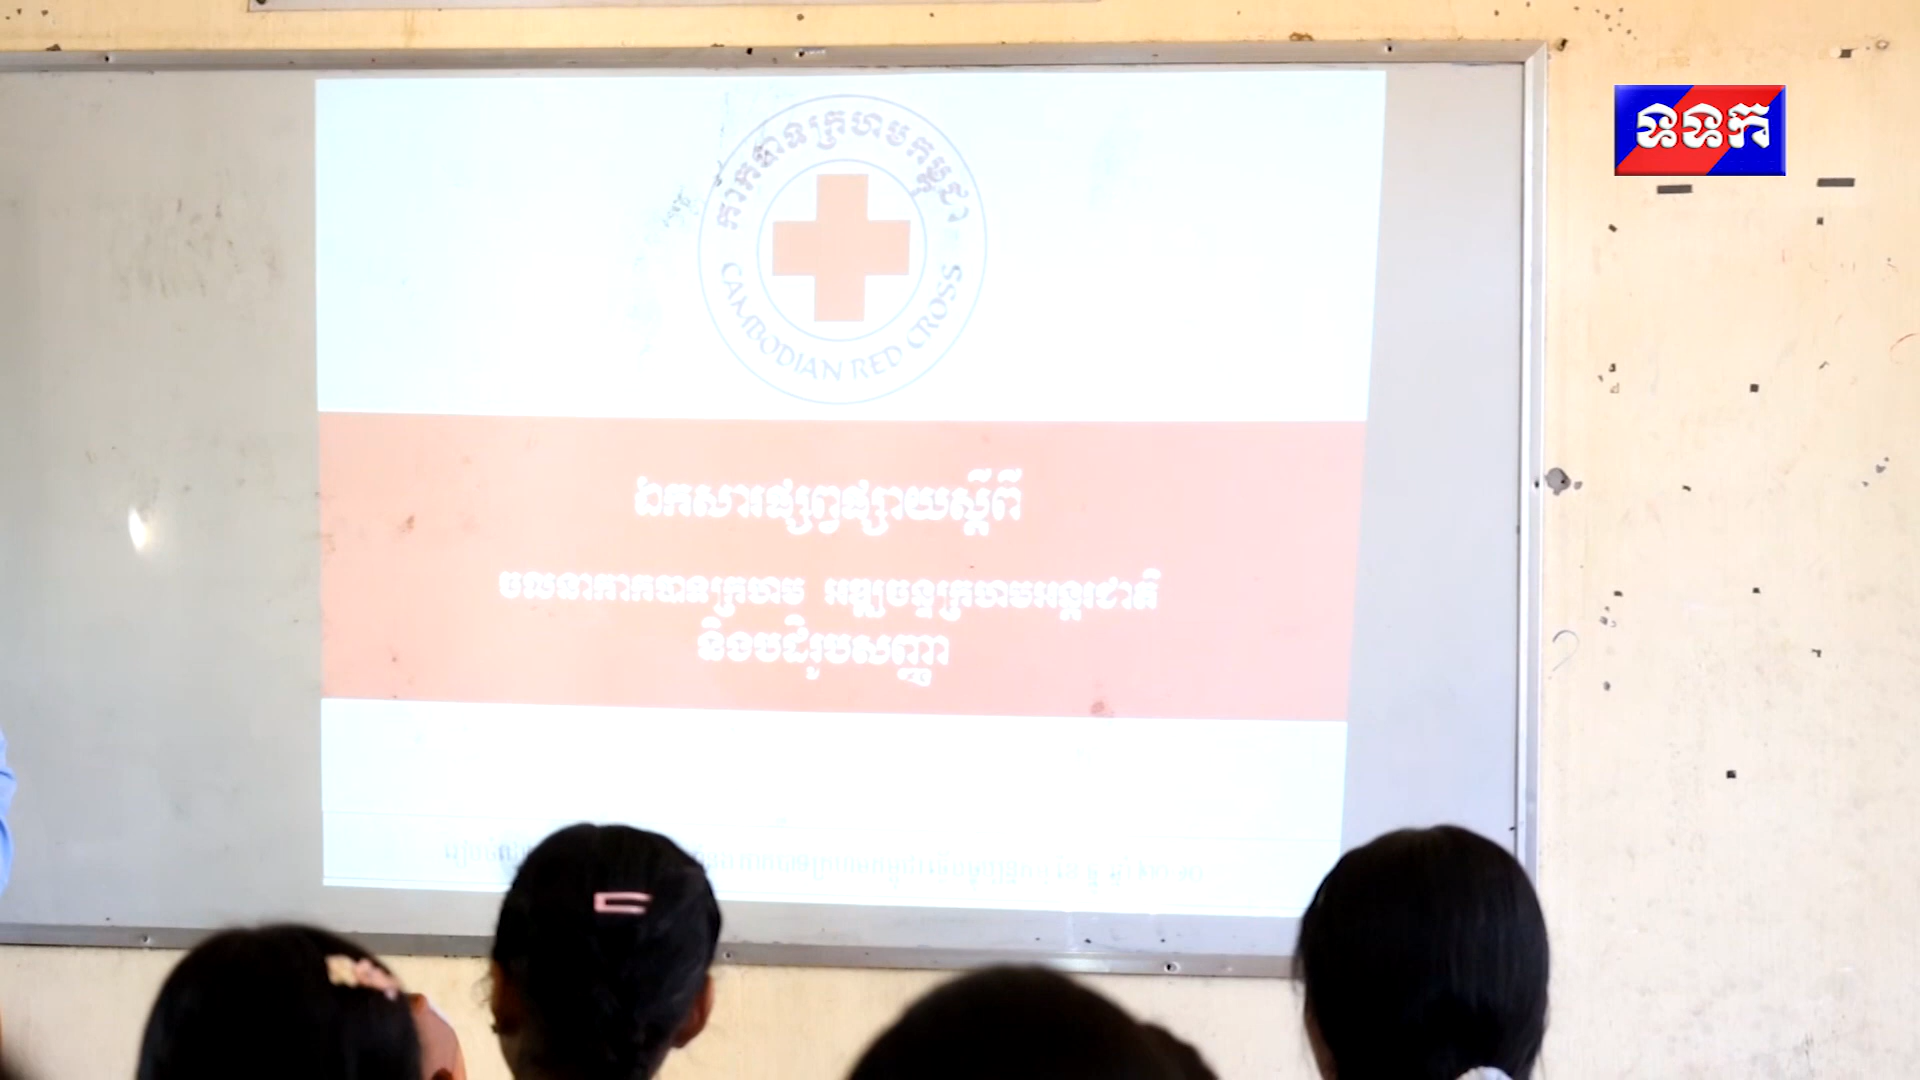 កាកបាទក្រហមកម្ពុជា
CAMBODIAN RED CROSS
ទទក
ឯកសារផ្សព្វផ្សាយស្តីពី
ចលនាកាកបាទក្រហម អឌ្ឍចន្ទក្រហមអន្តរជាតិ
និងបដិរូបសញ្ញា